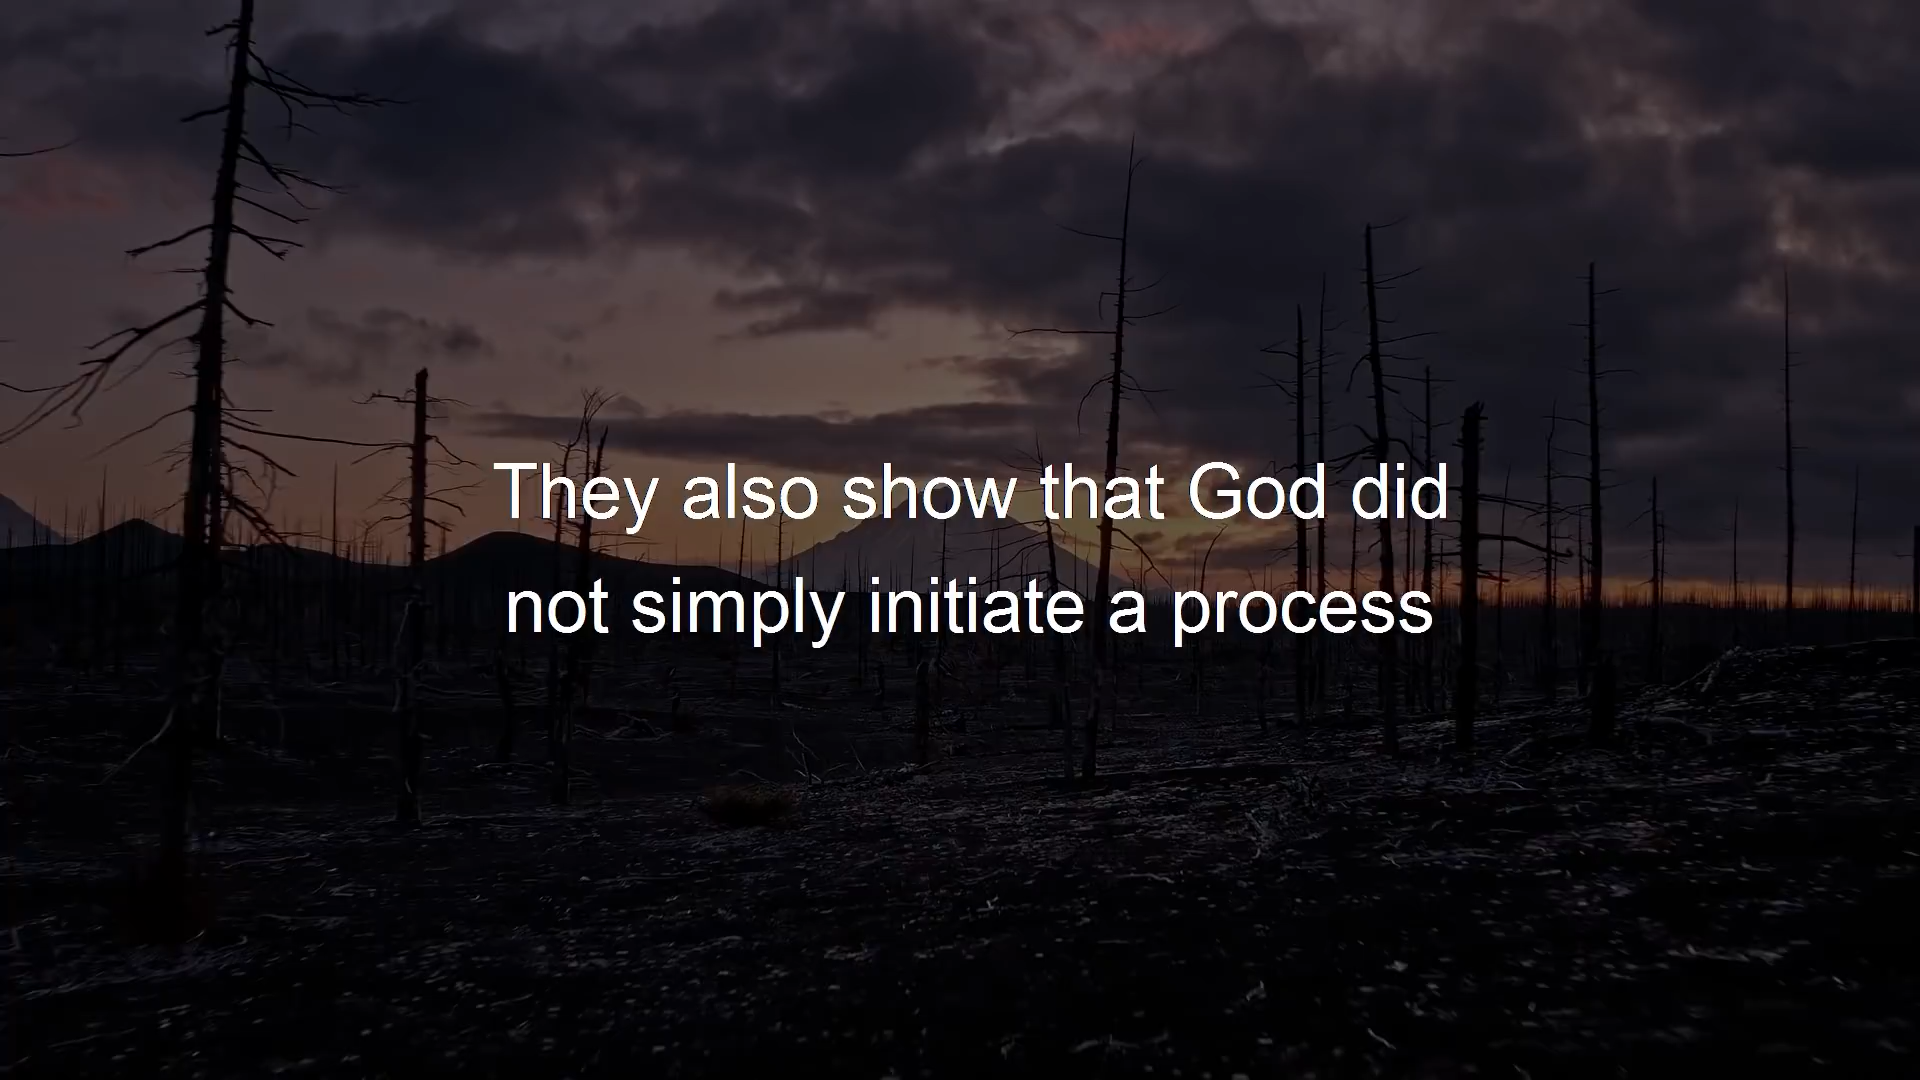 They also show that God did
not simply initiate a process